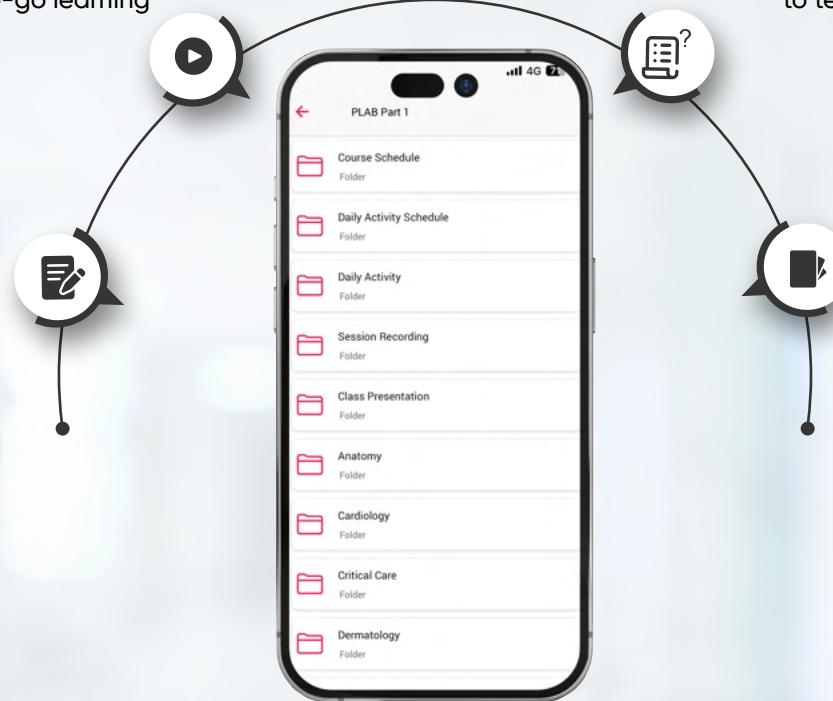 -go learning
to te
4G 71
PLAB Part 1
Course Schedule
Folder
Daily Activity Schedule
Folder
Daily Activity
Folder
Session Recording
Folder
Class Presentation
Folder
Anatomy
Folder
Cardiology
Folder
Critical Care
Folder
Dermatology
Folder
?